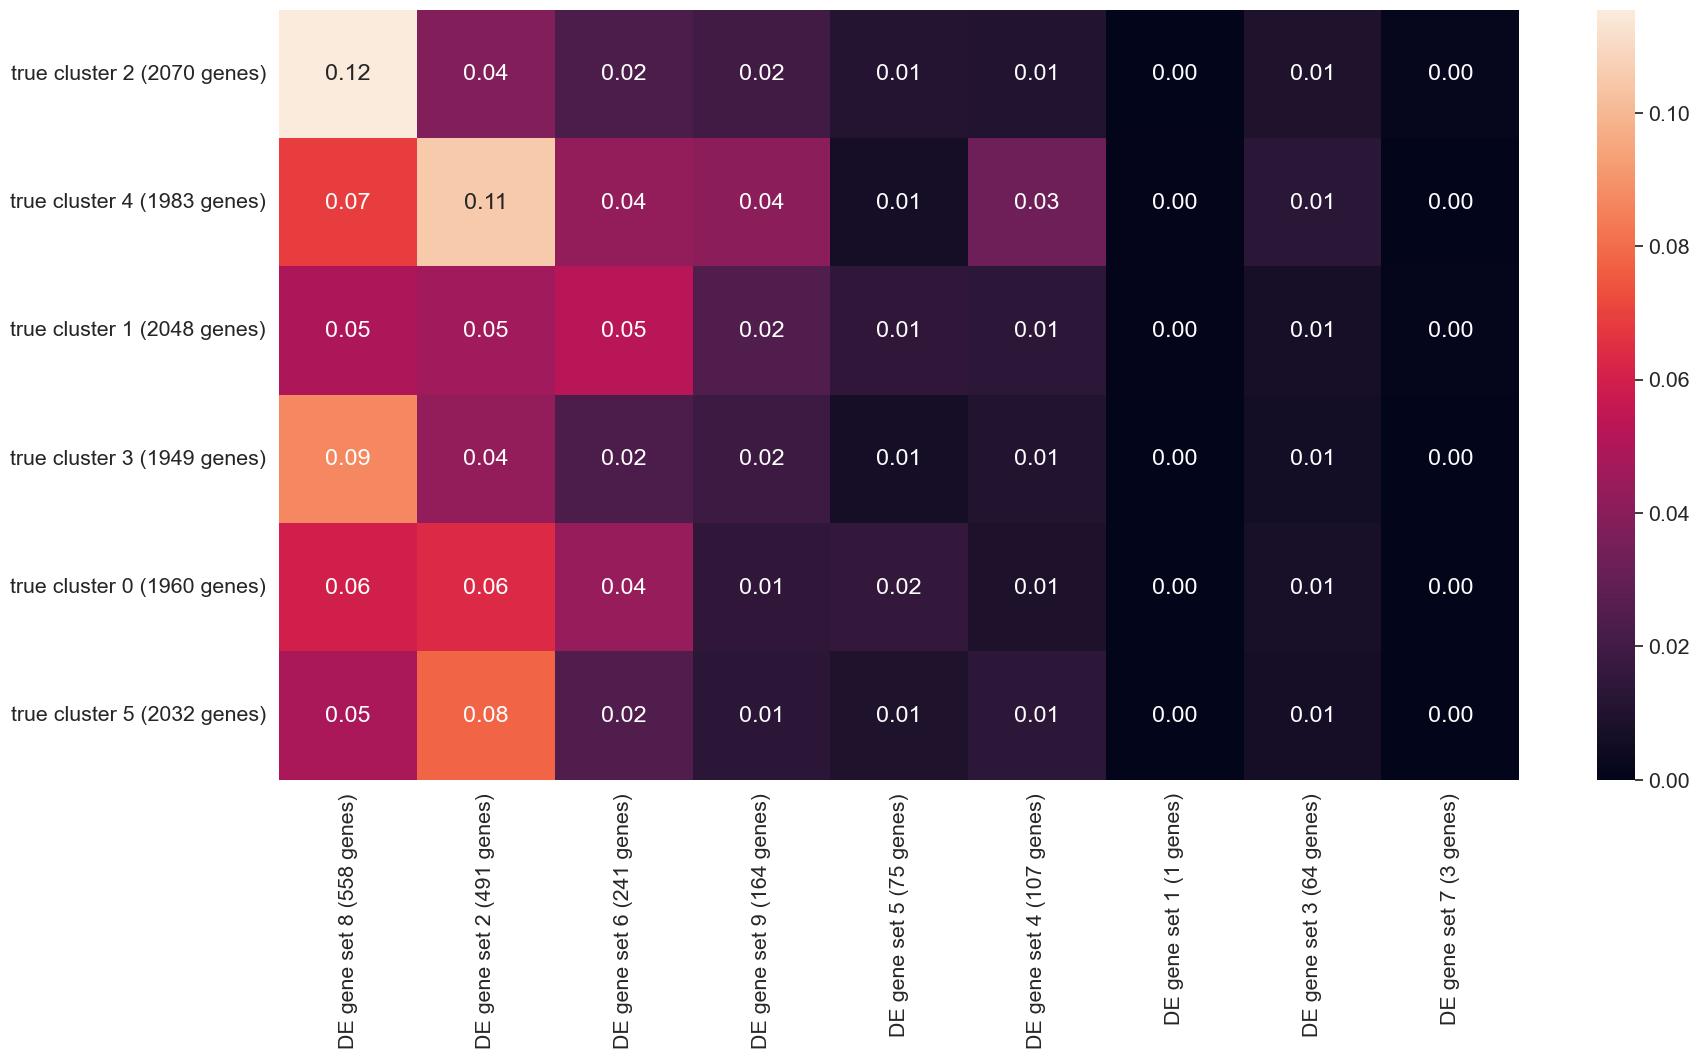 true cluster 2 (2070 genes) 0.12 0.04 0.02 0.02 0.01 0.01 0.00 0.01 0.00
true cluster 4 (1983 genes) 0.07 0.11 0.04 0.04 0.01 0.03 0.00 0.01 0.00
true cluster 1 (2048 genes) 0.05 0.05 0.05 0.02 0.01 0.01 0.00 0.01 0.00
true cluster 3 (1949 genes) 0.09 0.04 0.02 0.02 0.01 0.01 0.00 0.01 0.00
true cluster 0 (1960 genes) 0.06 0.06 0.04 0.01 0.02 0.01 0.00 0.01 0.00
true cluster 5 (2032 genes) 0.05 0.08 0.02 0.01 0.01 0.01 0.00 0.01 0.00
DE gene set 8 (558 genes)
DE gene set 2 (491 genes)
DE gene set 6 (241 genes)
DE gene set 9 (164 genes)
DE gene set 5 (75 genes)
DE gene set 4 (107 genes)
DE gene set 1 (1 genes)
DE gene set 3 (64 genes)
DE gene set 7 (3 genes)
0.10
0.08
0.06
0.04
0.02
0.00